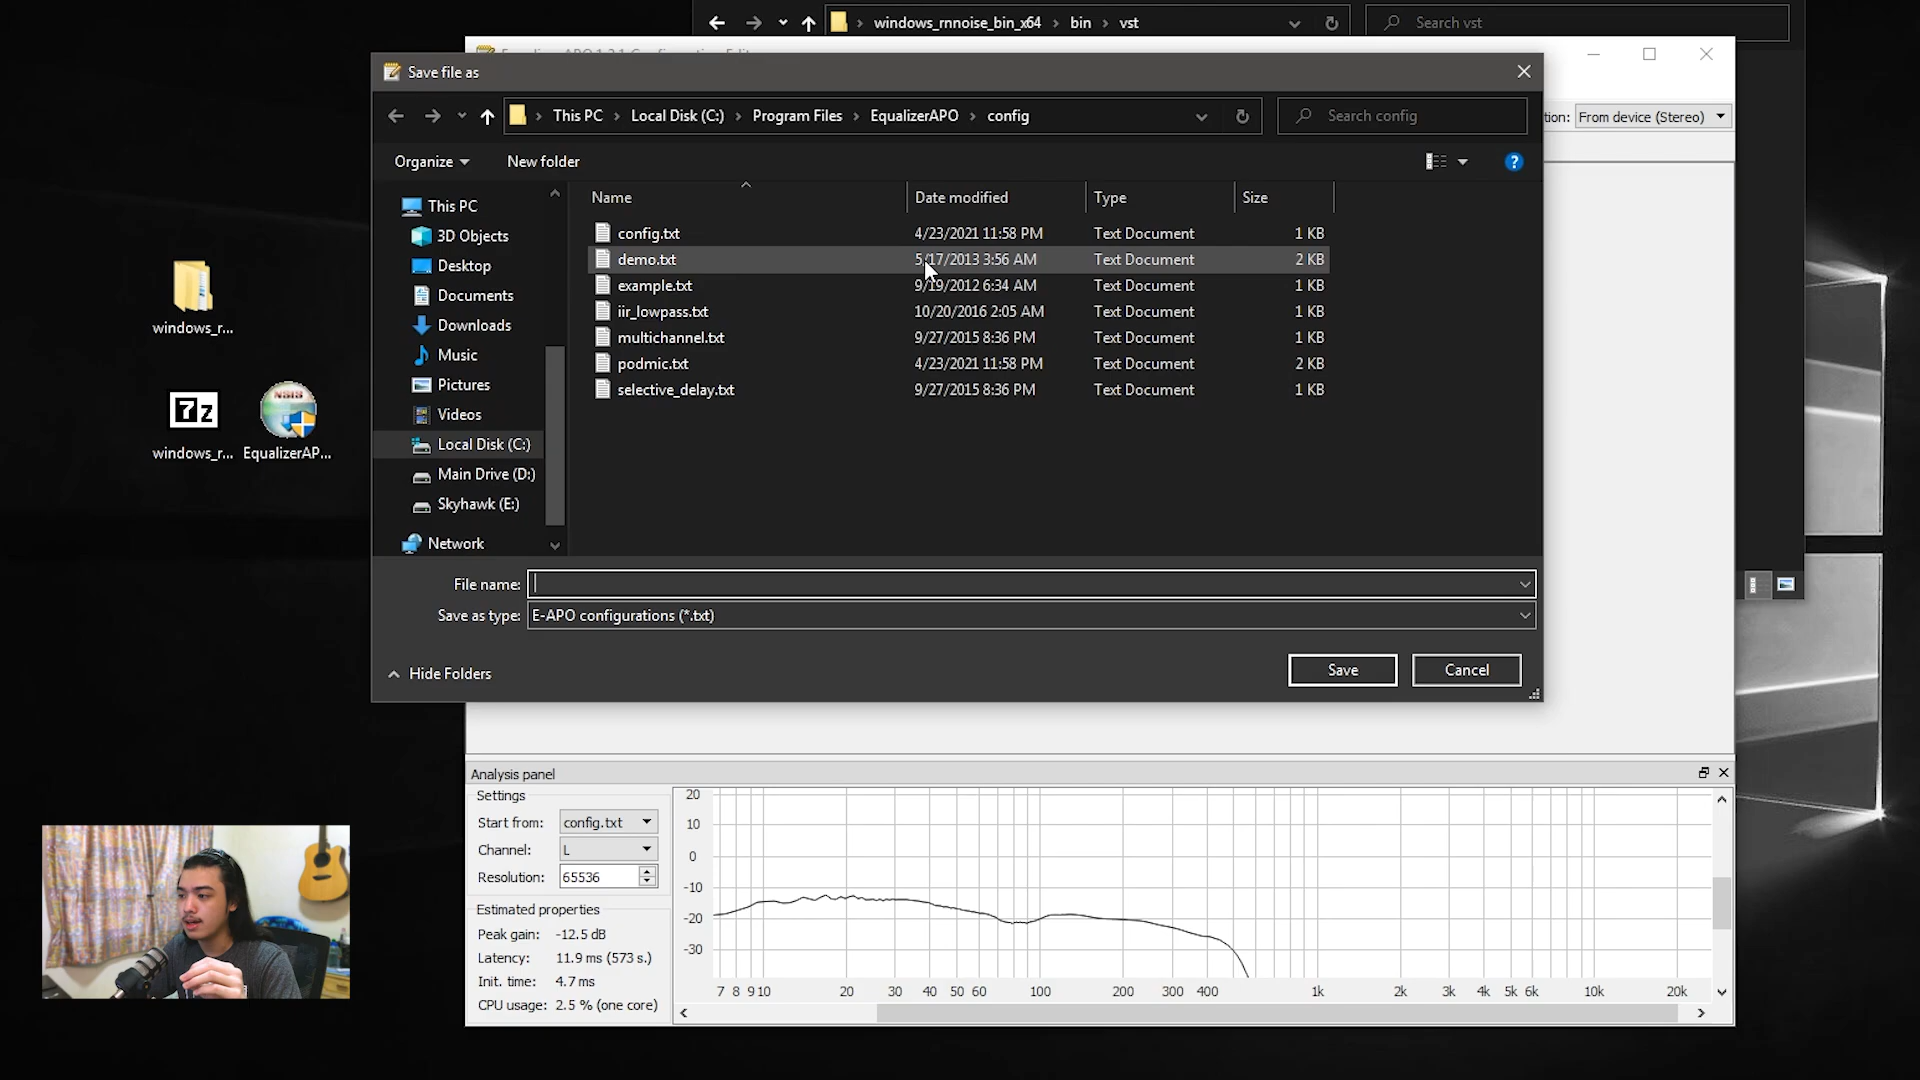 windows_rnnoise_bin_x64 › bin › vst
Search vst
Save file as
This PC › Local Disk (C:) › Program Files › EqualizerAPO › config
Search config
tion: From device (Stereo)
Organize
New folder
Name Date modified Type Size
This PC
3D Objects
Desktop
Documents
Downloads
Music
Pictures
Videos
Local Disk (C:)
Main Drive (D:)
Skyhawk (E:)
Network
config.txt 4/23/2021 11:58 PM Text Document 1 KB
demo.txt 5/17/2013 3:56 AM Text Document 2 KB
example.txt 9/19/2012 6:34 AM Text Document 1 KB
iir_lowpass.txt 10/20/2016 2:05 AM Text Document 1 KB
multichannel.txt 9/27/2015 8:36 PM Text Document 1 KB
podmic.txt 4/23/2021 11:58 PM Text Document 2 KB
selective_delay.txt 9/27/2015 8:36 PM Text Document 1 KB
windows_r...
7z
NSIS
windows_r...
EqualizerAP...
File name:
Save as type: E-APO configurations (*.txt)
Hide Folders
Save
Cancel
Analysis panel
Settings
Start from: config.txt
Channel: L
Resolution: 65536
Estimated properties
Peak gain: -12.5 dB
Latency: 11.9 ms (573 s.)
Init. time: 4.7 ms
CPU usage: 2.5 % (one core)
20
10
0
-10
-20
-30
7 8 9 10 20 30 40 50 60 100 200 300 400 1k 2k 3k 4k 5k 6k 10k 20k